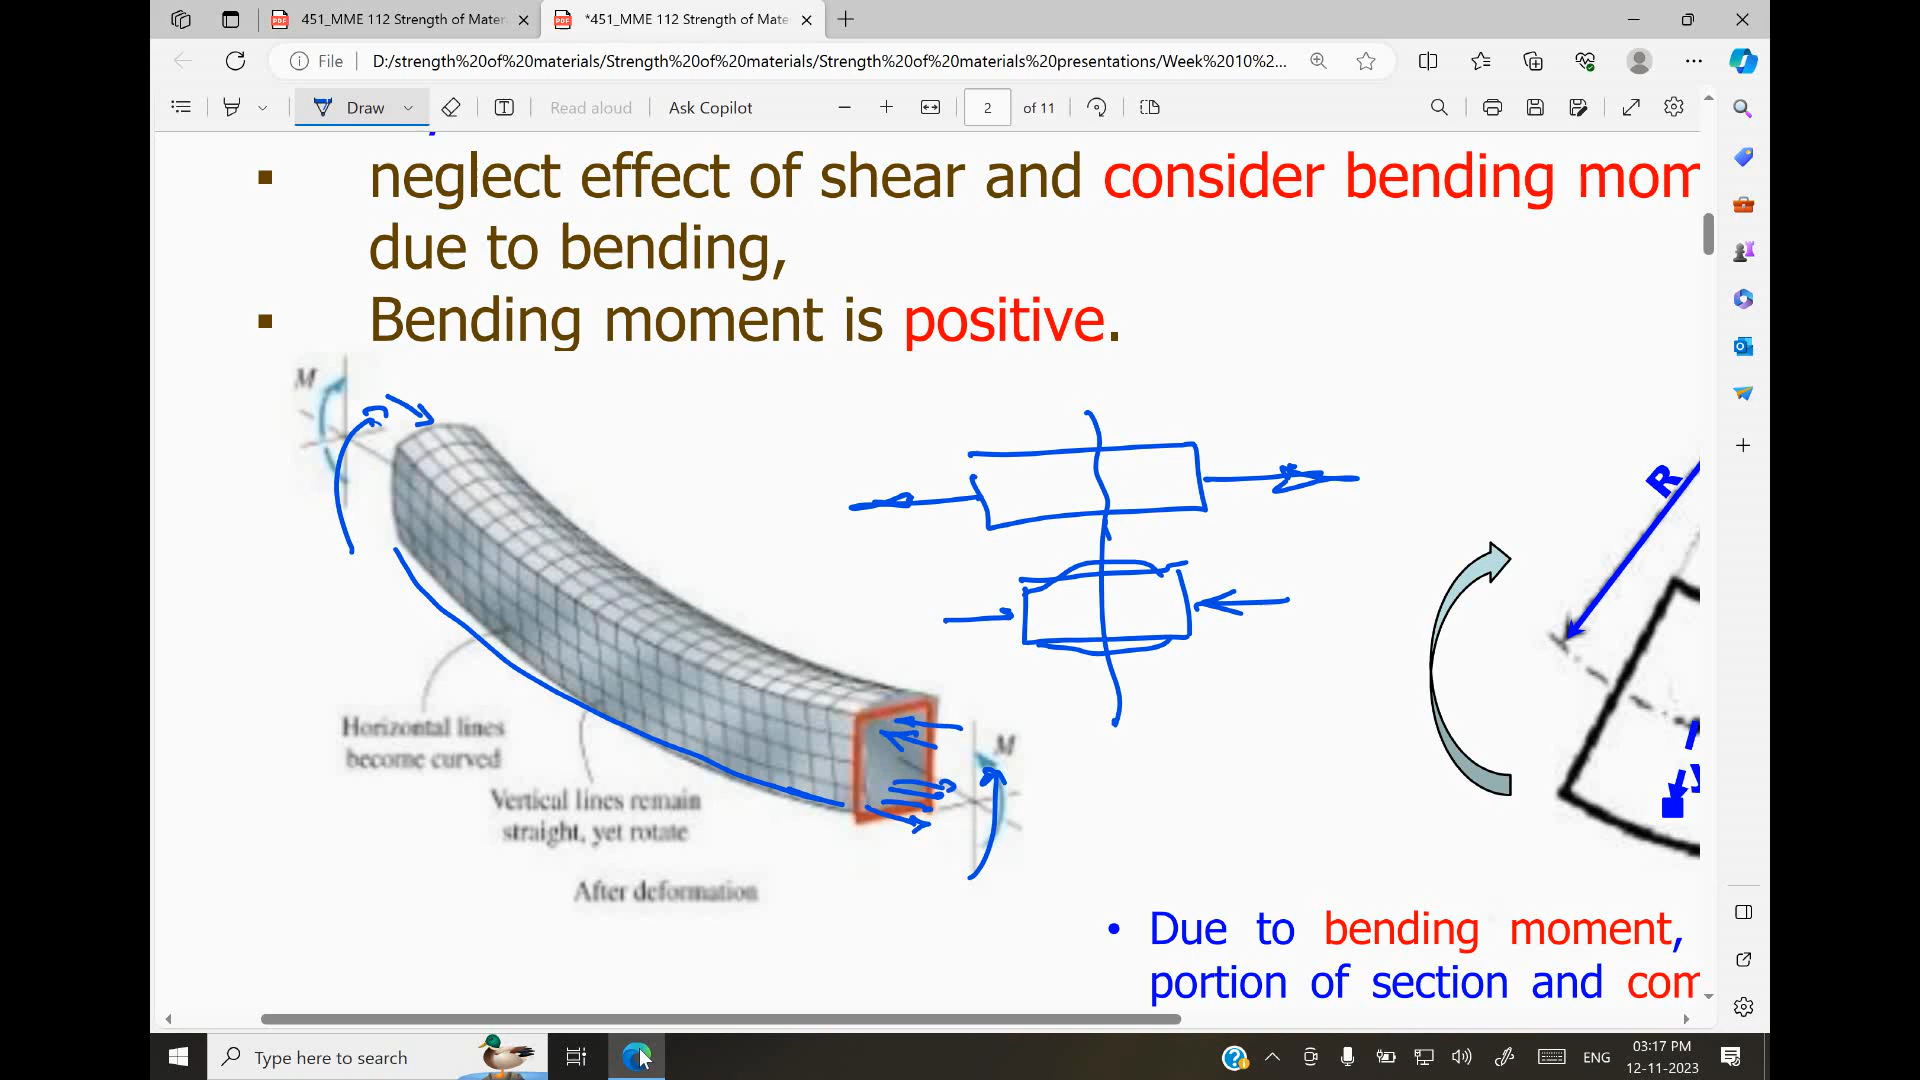 451_MME 112 Strength of Mater
*451_MME 112 Strength of Mate
File
D:/strength%20of%20materials/Strength%20of%20materials/Strength%20of%20materials%20presentations/Week%2010%2...
Draw
Read aloud
Ask Copilot
2
of 11
neglect effect of shear and consider bending mom
due to bending,
Bending moment is positive.
M
R
Horizontal lines
become curved
M
Vertical lines remain
straight, yet rotate
y
After deformation
• Due to bending moment,
portion of section and com
Type here to search
ENG
03:17 PM
12-11-2023